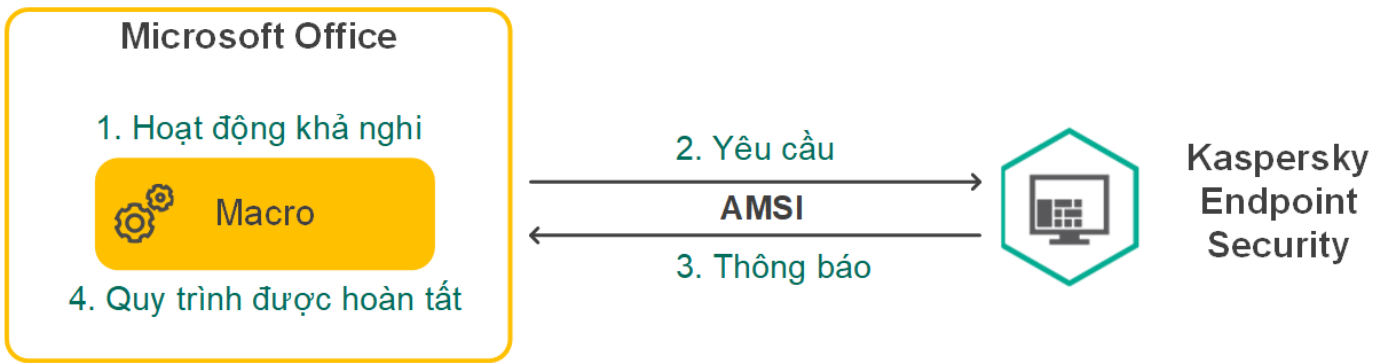 Microsoft Office
1. Hoạt động khả nghi
Macro
4. Quy trình được hoàn tất
2. Yêu cầu
AMSI
3. Thông báo
Kaspersky
Endpoint
Security